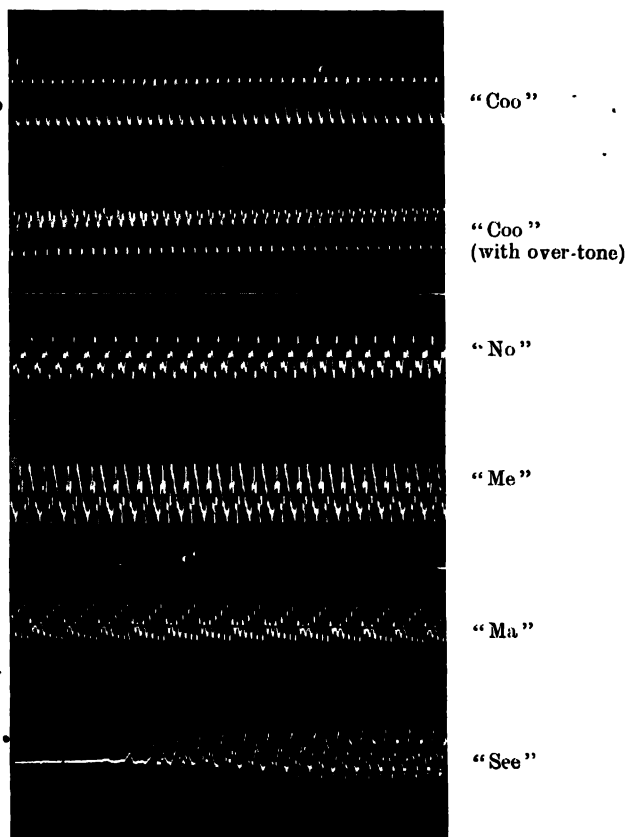 “Coo”
“Coo”
(with over-tone)
“No”
“Me”
“Ma”
“See”